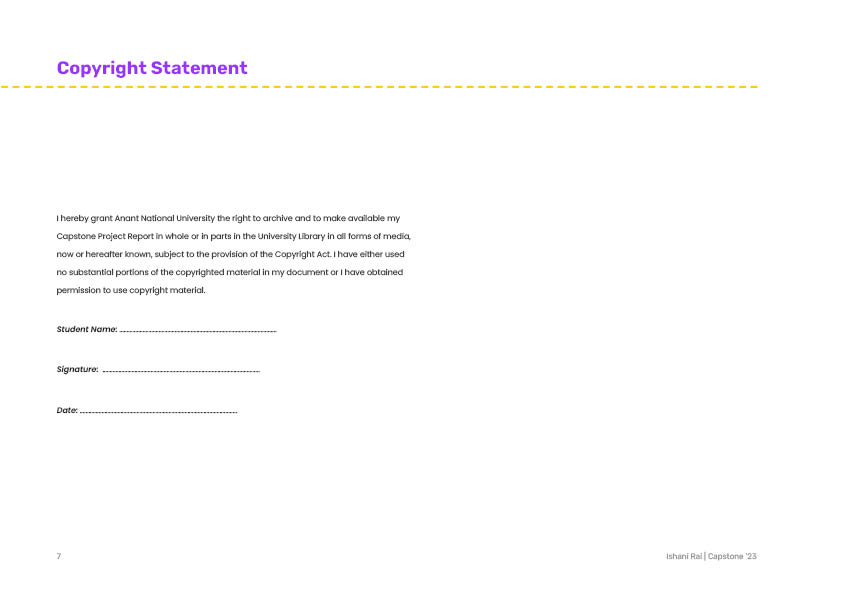 Copyright Statement
I hereby grant Anant National University the right to archive and to make available my
Capstone Project Report in whole or in parts in the University Library in all forms of media,
now or hereafter known, subject to the provision of the Copyright Act. I have either used
no substantial portions of the copyrighted material in my document or I have obtained
permission to use copyright material.
Student Name: ................................................................
Signature: ................................................................
Date: ................................................................
7
Ishani Rai | Capstone '23